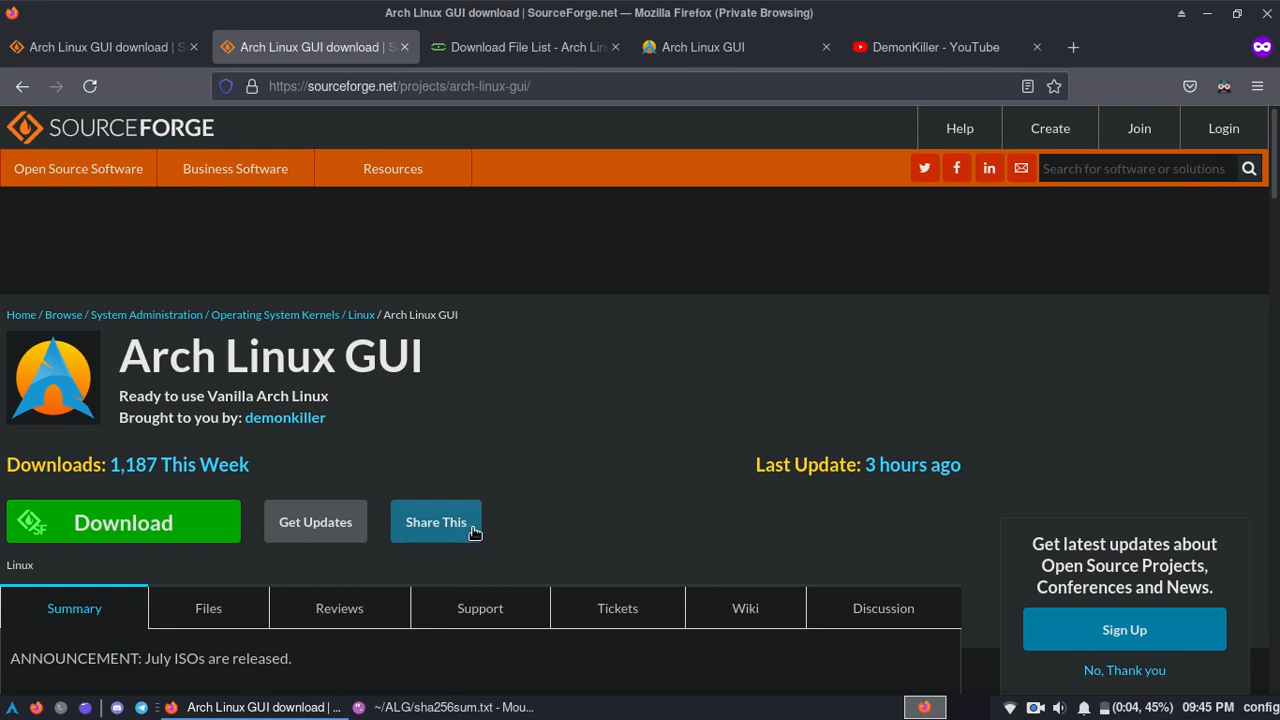 Arch Linux GUI download | SourceForge.net — Mozilla Firefox (Private Browsing)
Arch Linux GUI download | S
Arch Linux GUI download | S
Download File List - Arch Lin
Arch Linux GUI
DemonKiller - YouTube
https://sourceforge.net/projects/arch-linux-gui/
SOURCEFORGE
Help
Create
Join
Login
Open Source Software
Business Software
Resources
Search for software or solutions
Home / Browse / System Administration / Operating System Kernels / Linux / Arch Linux GUI
Arch Linux GUI
Ready to use Vanilla Arch Linux
Brought to you by: demonkiller
Downloads: 1,187 This Week
Last Update: 3 hours ago
SF
Download
Get Updates
Share This
Linux
Get latest updates about
Open Source Projects,
Conferences and News.
Sign Up
No, Thank you
Summary
Files
Reviews
Support
Tickets
Wiki
Discussion
ANNOUNCEMENT: July ISOs are released.
Arch Linux GUI download | ...
~/ALG/sha256sum.txt - Mou...
(0:04, 45%)
09:45 PM
config